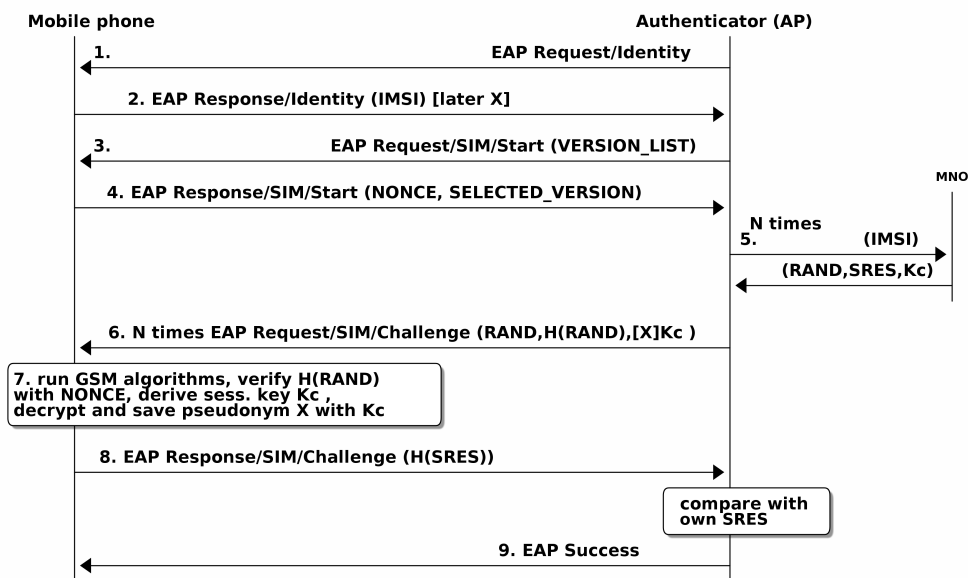 Mobile phone
Authenticator (AP)
1. EAP Request/Identity
2. EAP Response/Identity (IMSI) [later X]
3. EAP Request/SIM/Start (VERSION_LIST)
4. EAP Response/SIM/Start (NONCE, SELECTED_VERSION)
MNO
N times
5. (IMSI)
(RAND,SRES,Kc)
6. N times EAP Request/SIM/Challenge (RAND,H(RAND),[X]Kc )
7. run GSM algorithms, verify H(RAND)
with NONCE, derive sess. key Kc ,
decrypt and save pseudonym X with Kc
8. EAP Response/SIM/Challenge (H(SRES))
compare with
own SRES
9. EAP Success